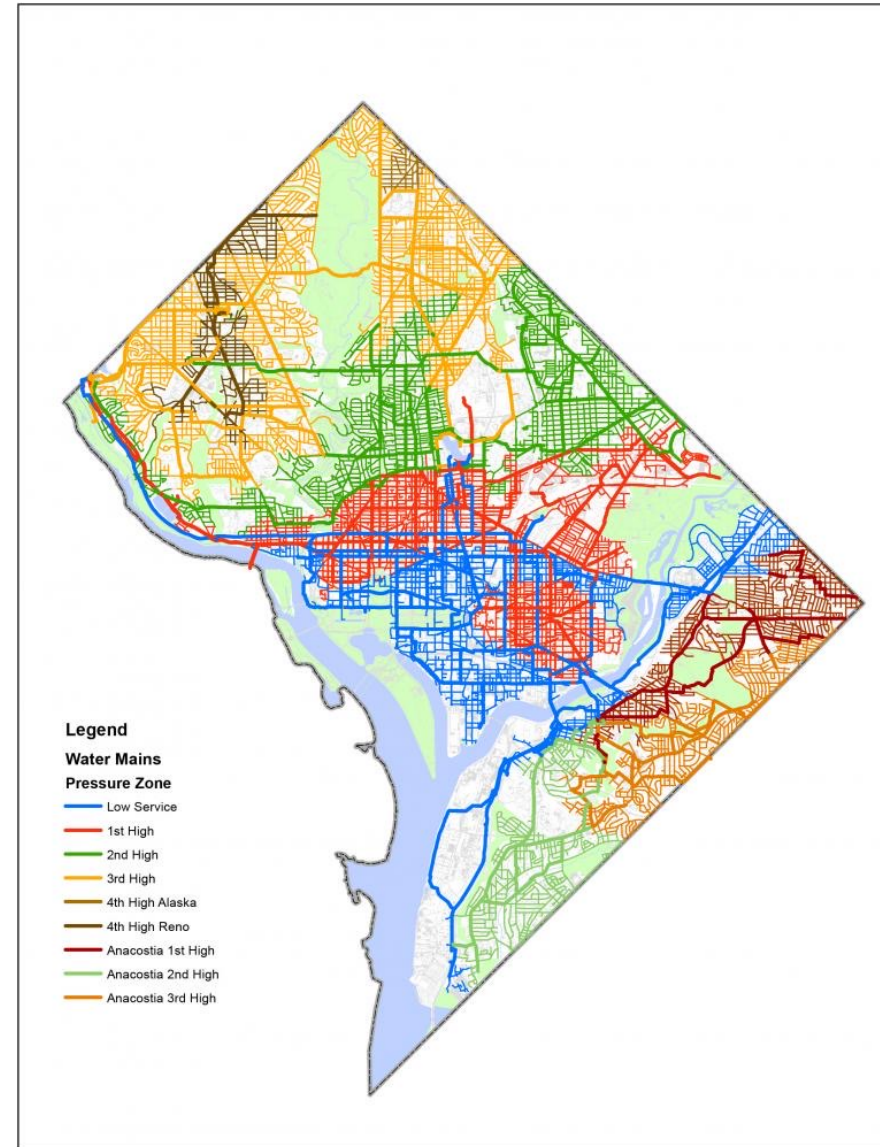 Legend
Water Mains
Pressure Zone
Low Service
1st High
2nd High
3rd High
4th High Alaska
4th High Reno
Anacostia 1st High
Anacostia 2nd High
Anacostia 3rd High